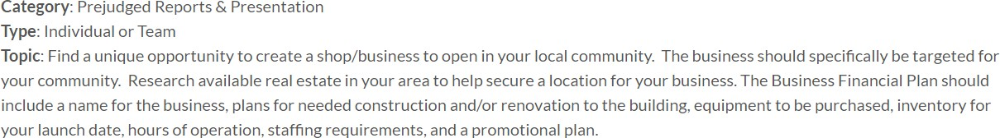 Category: Prejudged Reports & Presentation
Type: Individual or Team
Topic: Find a unique opportunity to create a shop/business to open in your local community.  The business should specifically be targeted for
your community.  Research available real estate in your area to help secure a location for your business. The Business Financial Plan should
include a name for the business, plans for needed construction and/or renovation to the building, equipment to be purchased, inventory for
your launch date, hours of operation, staffing requirements, and a promotional plan.